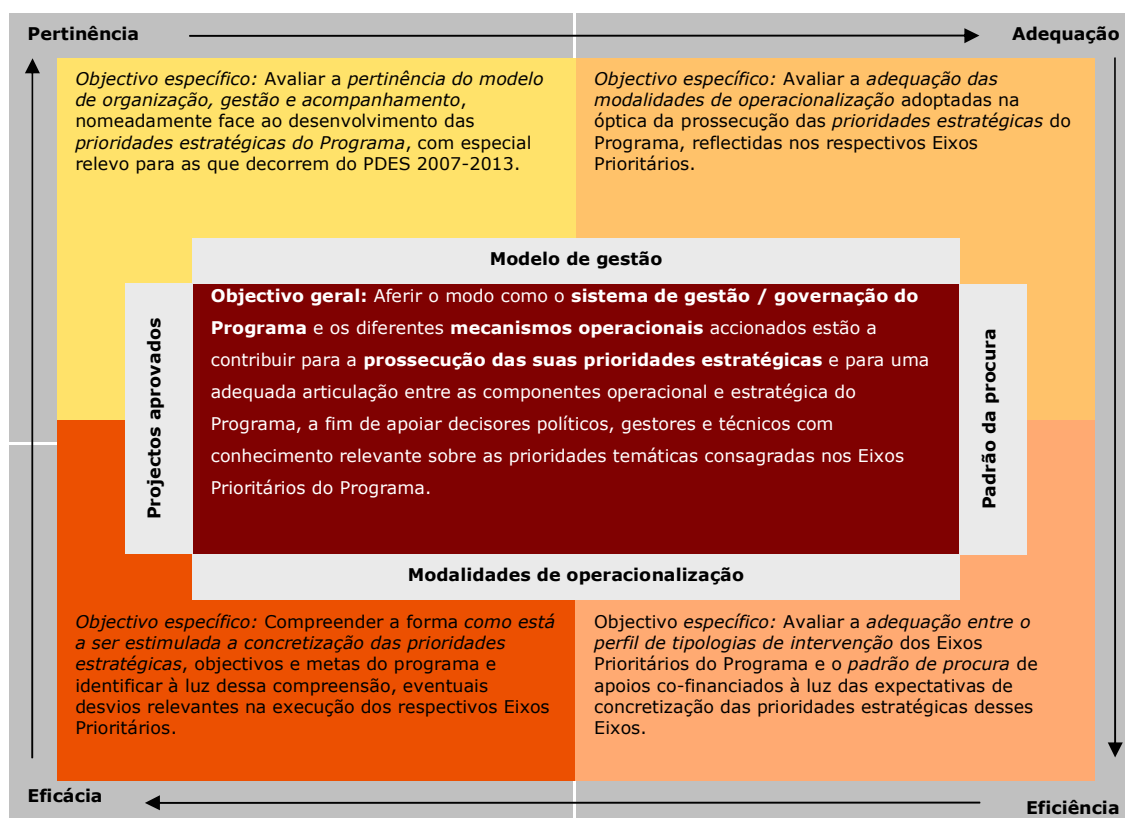 Pertinência
Adequação
Objectivo específico: Avaliar a pertinência do modelo
de organização, gestão e acompanhamento,
nomeadamente face ao desenvolvimento das
prioridades estratégicas do Programa, com especial
relevo para as que decorrem do PDES 2007-2013.
Objectivo específico: Avaliar a adequação das
modalidades de operacionalização adoptadas na
óptica da prossecução das prioridades estratégicas do
Programa, reflectidas nos respectivos Eixos
Prioritários.
Modelo de gestão
Projectos aprovados
Objectivo geral: Aferir o modo como o sistema de gestão / governação do
Programa e os diferentes mecanismos operacionais accionados estão a
contribuir para a prossecução das suas prioridades estratégicas e para uma
adequada articulação entre as componentes operacional e estratégica do
Programa, a fim de apoiar decisores políticos, gestores e técnicos com
conhecimento relevante sobre as prioridades temáticas consagradas nos Eixos
Prioritários do Programa.
Padrão da procura
Modalidades de operacionalização
Objectivo específico: Compreender a forma como está
a ser estimulada a concretização das prioridades
estratégicas, objectivos e metas do programa e
identificar à luz dessa compreensão, eventuais
desvios relevantes na execução dos respectivos Eixos
Prioritários.
Objectivo específico: Avaliar a adequação entre o
perfil de tipologias de intervenção dos Eixos
Prioritários do Programa e o padrão de procura de
apoios co-financiados à luz das expectativas de
concretização das prioridades estratégicas desses
Eixos.
Eficácia
Eficiência